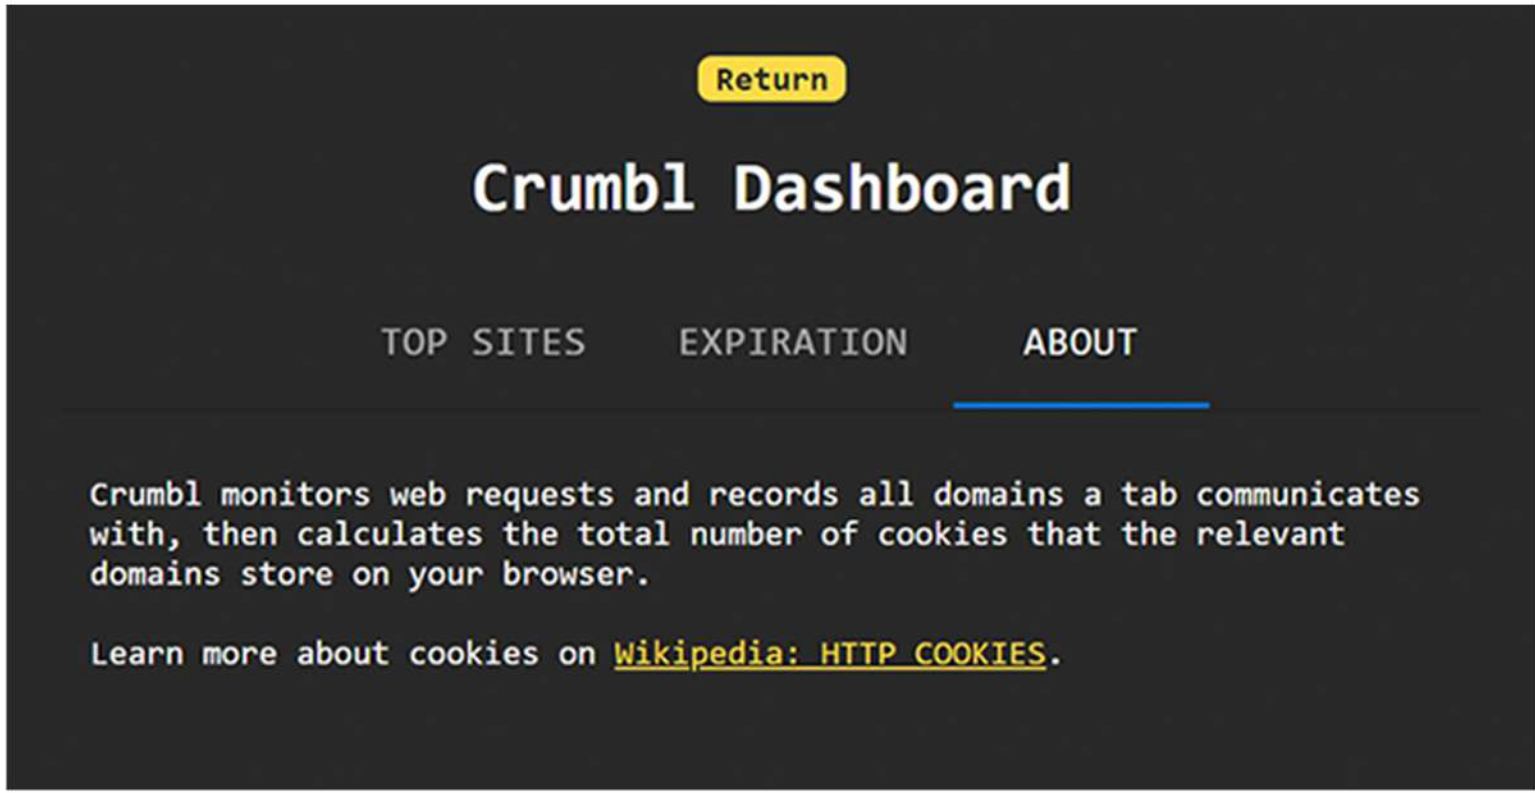 Return
Crumbl Dashboard
TOP SITES EXPIRATION ABOUT
Crumbl monitors web requests and records all domains a tab communicates
with, then calculates the total number of cookies that the relevant
domains store on your browser.
Learn more about cookies on Wikipedia: HTTP COOKIES.